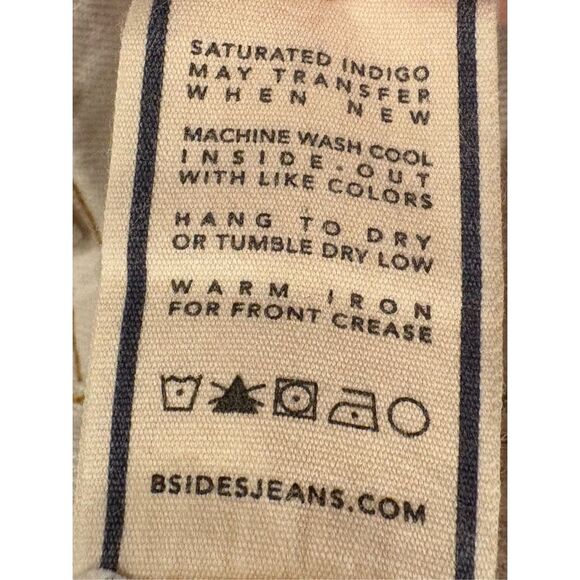 SATURATED INDIGO
MAY TRANSFER
WHEN NEW
MACHINE WASH COOL
INSIDE-OUT
WITH LIKE COLORS
HANG TO DRY
OR TUMBLE DRY LOW
WARM IRON
FOR FRONT CREASE
BSIDESJEANS.COM